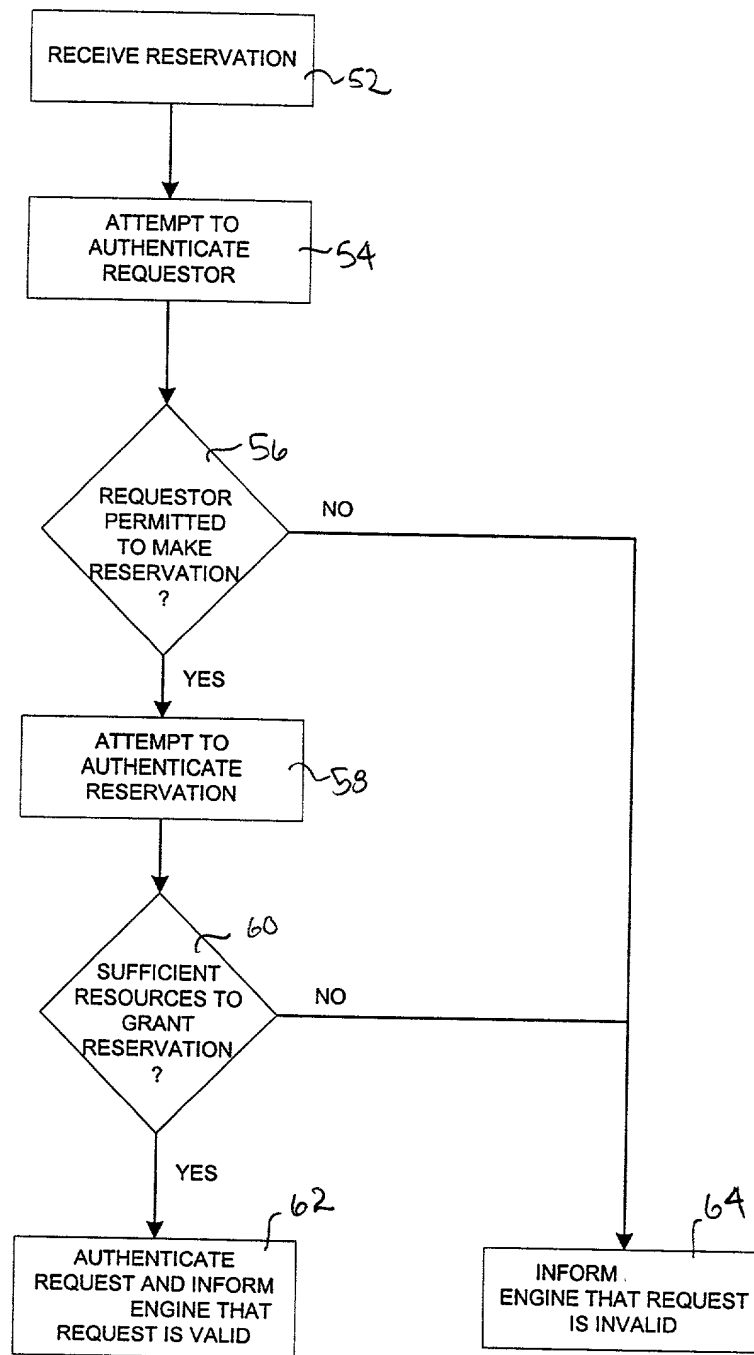 RECEIVE RESERVATION
52
ATTEMPT TO
AUTHENTICATE
REQUESTOR
54
56
REQUESTOR
PERMITTED
TO MAKE
RESERVATION
?
NO
YES
ATTEMPT TO
AUTHENTICATE
RESERVATION
58
60
SUFFICIENT
RESOURCES TO
GRANT
RESERVATION
?
NO
YES
62
AUTHENTICATE
REQUEST AND INFORM
ENGINE THAT
REQUEST IS VALID
64
INFORM
ENGINE THAT REQUEST
IS INVALID